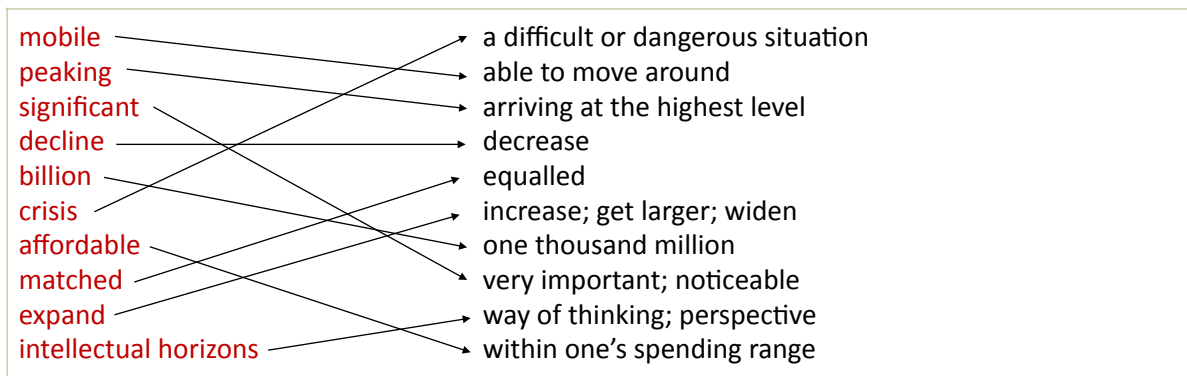 mobile a difficult or dangerous situation
peaking able to move around
significant arriving at the highest level
decline decrease
billion equalled
crisis increase; get larger; widen
affordable one thousand million
matched very important; noticeable
expand way of thinking; perspective
intellectual horizons within one's spending range